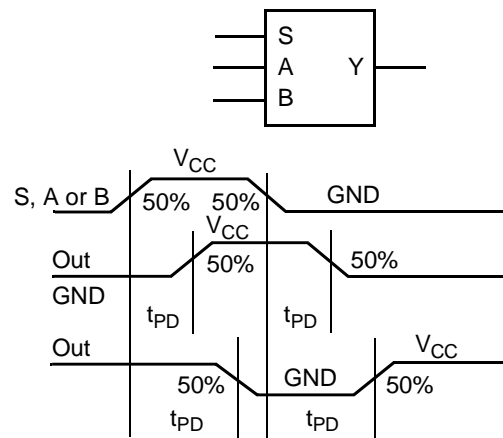 S
A Y
B
V_CC
S, A or B 50% 50% GND
V_CC
Out 50% 50%
GND
t_PD t_PD
Out V_CC
50% GND 50%
t_PD t_PD